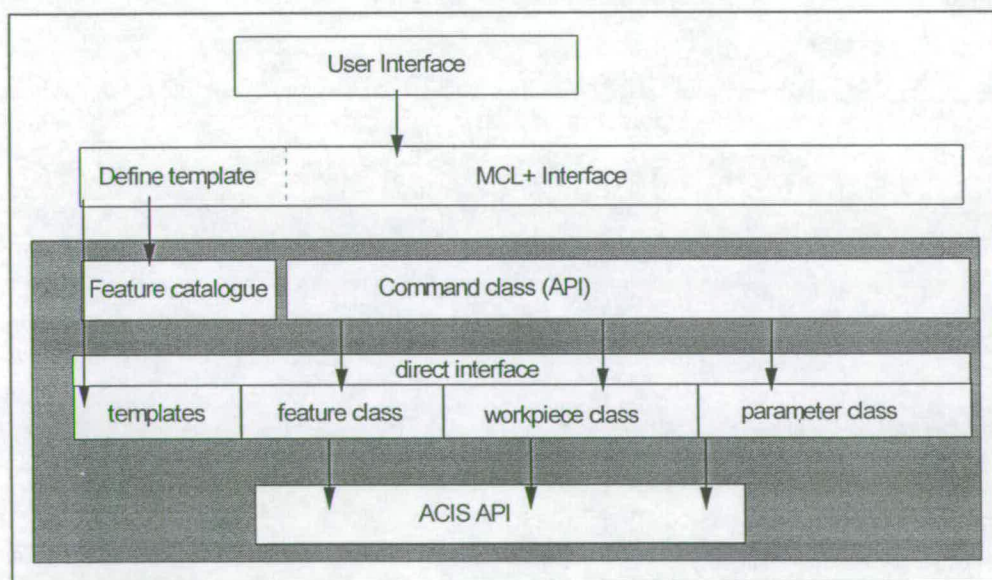 User Interface
Define template
MCL+ Interface
Feature catalogue
Command class (API)
direct interface
templates
feature class
workpiece class
parameter class
ACIS API